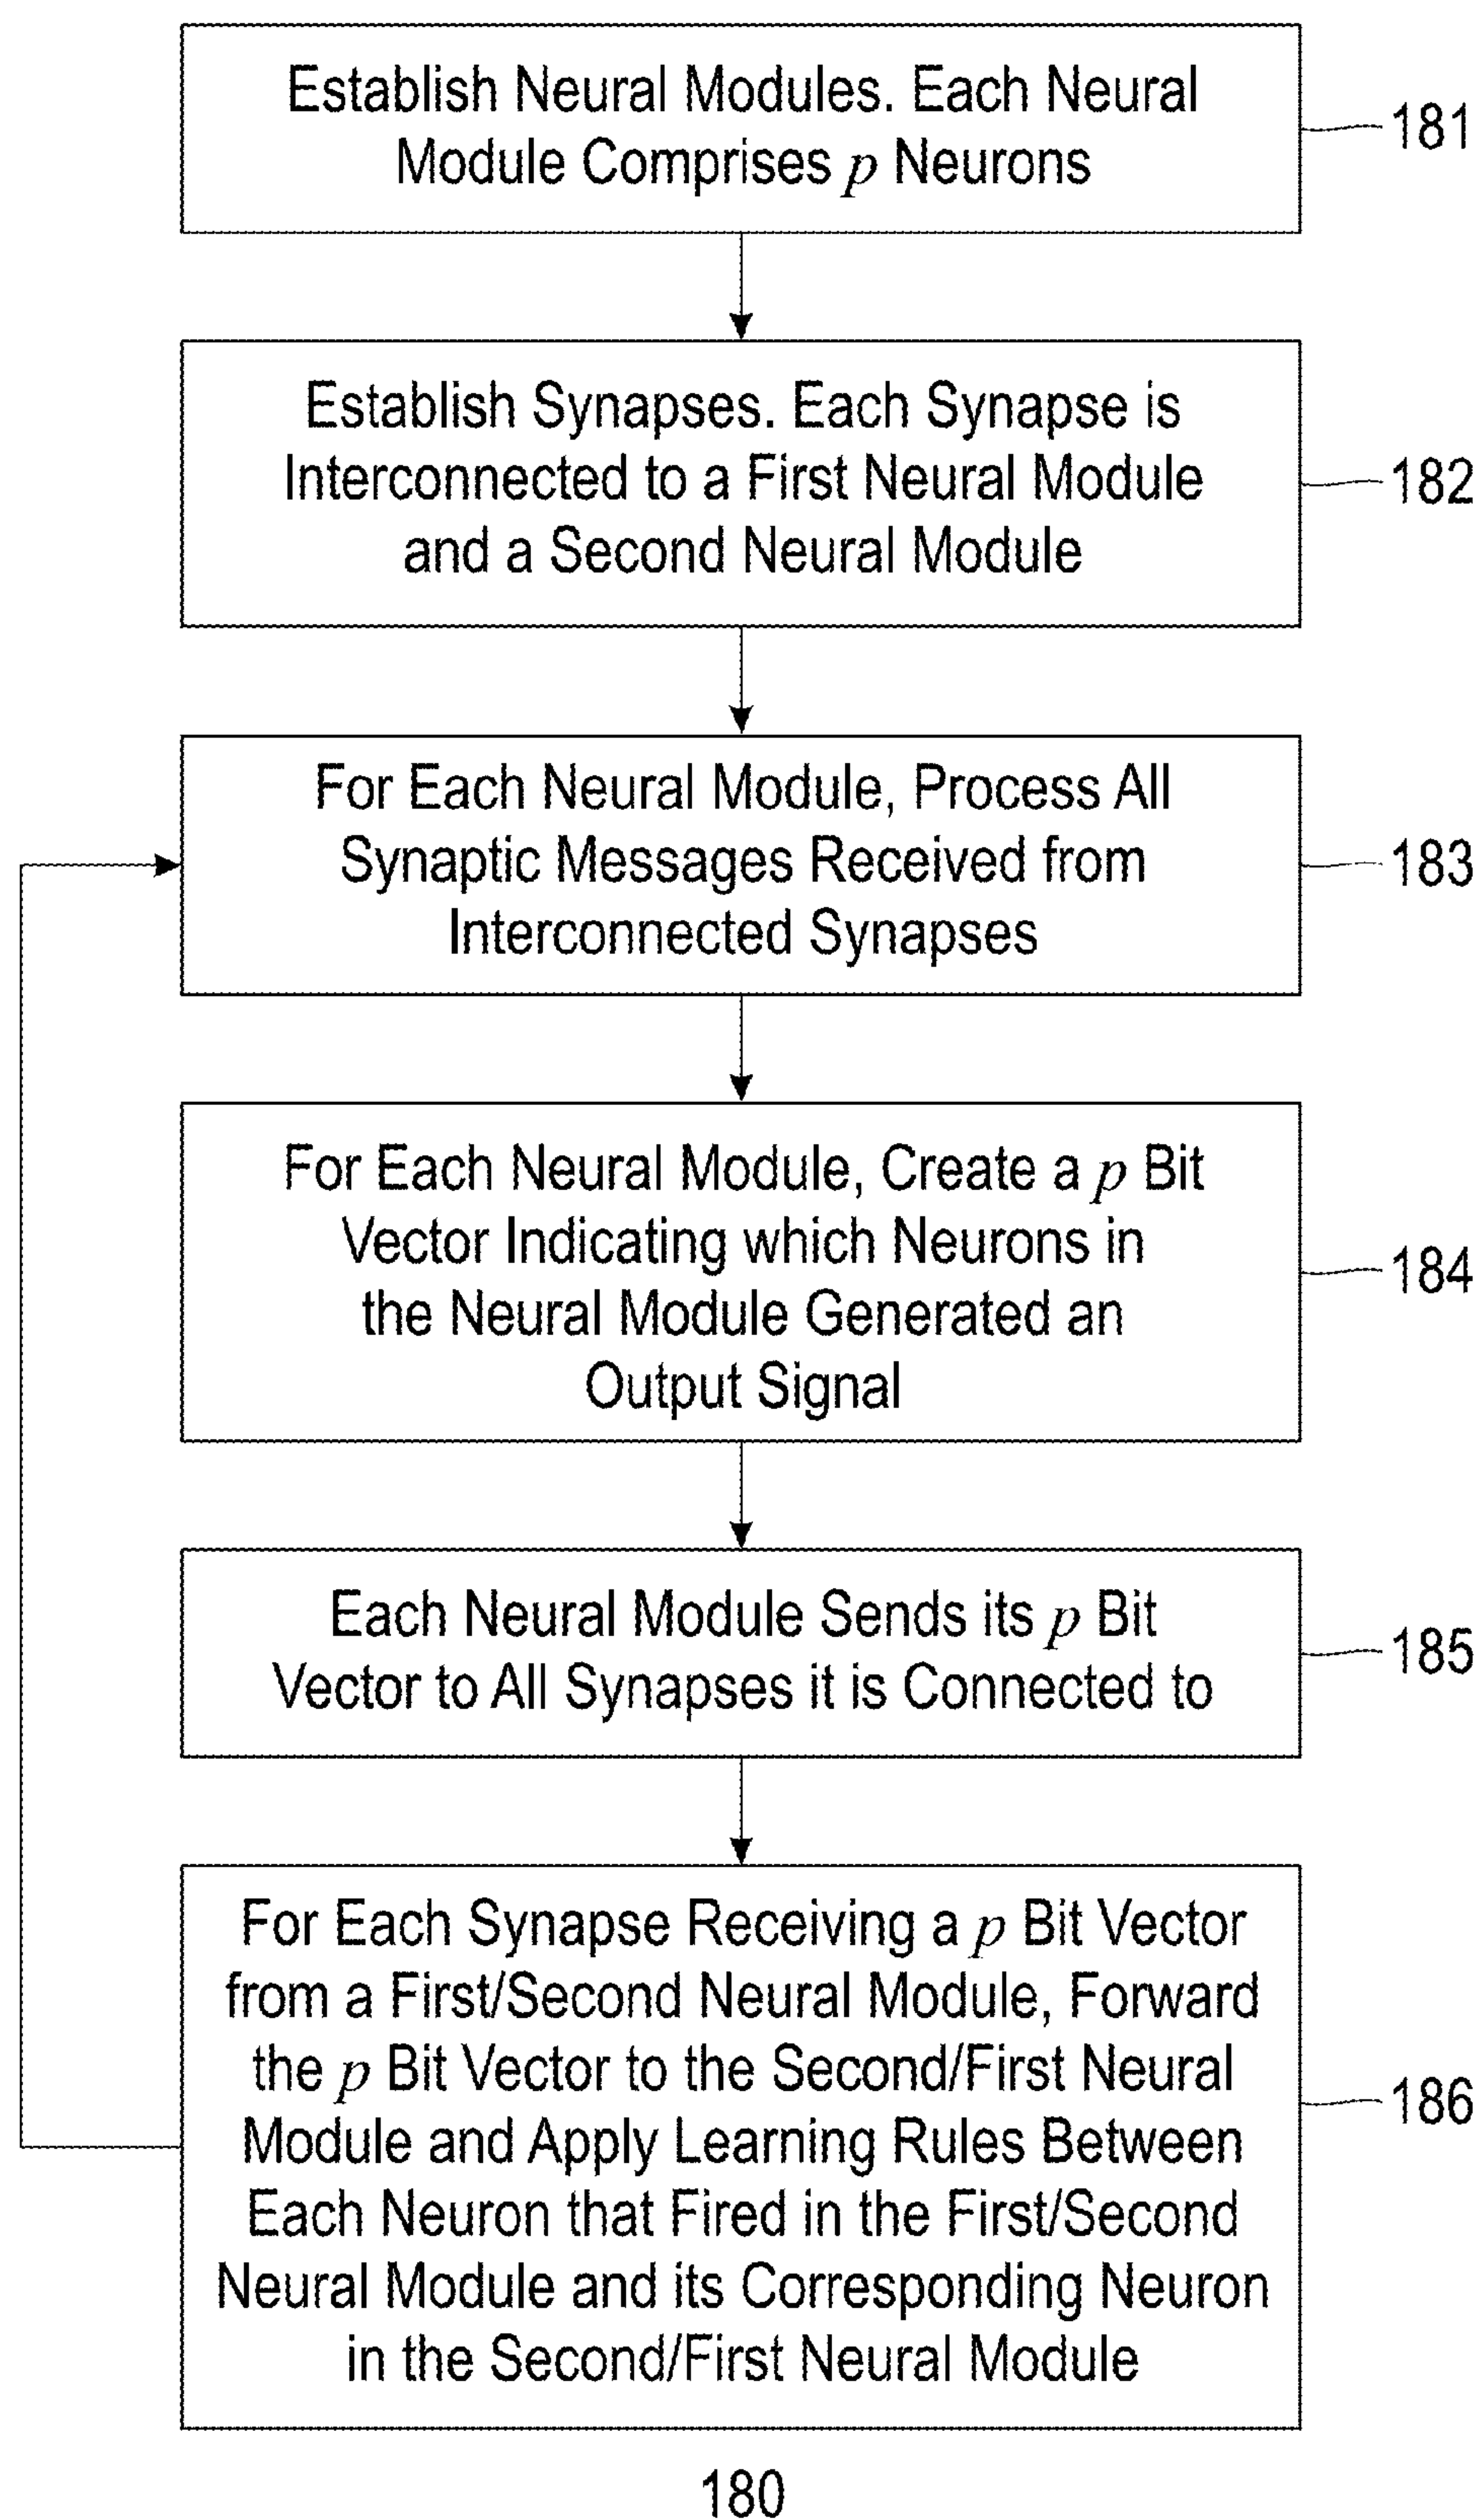 Establish Neural Modules. Each Neural
Module Comprises p Neurons
181
Establish Synapses. Each Synapse is
Interconnected to a First Neural Module
and a Second Neural Module
182
For Each Neural Module, Process All
Synaptic Messages Received from
Interconnected Synapses
183
For Each Neural Module, Create a p Bit
Vector Indicating which Neurons in
the Neural Module Generated an
Output Signal
184
Each Neural Module Sends its p Bit
Vector to All Synapses it is Connected to
185
For Each Synapse Receiving a p Bit Vector
from a First/Second Neural Module, Forward
the p Bit Vector to the Second/First Neural
Module and Apply Learning Rules Between
Each Neuron that Fired in the First/Second
Neural Module and its Corresponding Neuron
in the Second/First Neural Module
186
180